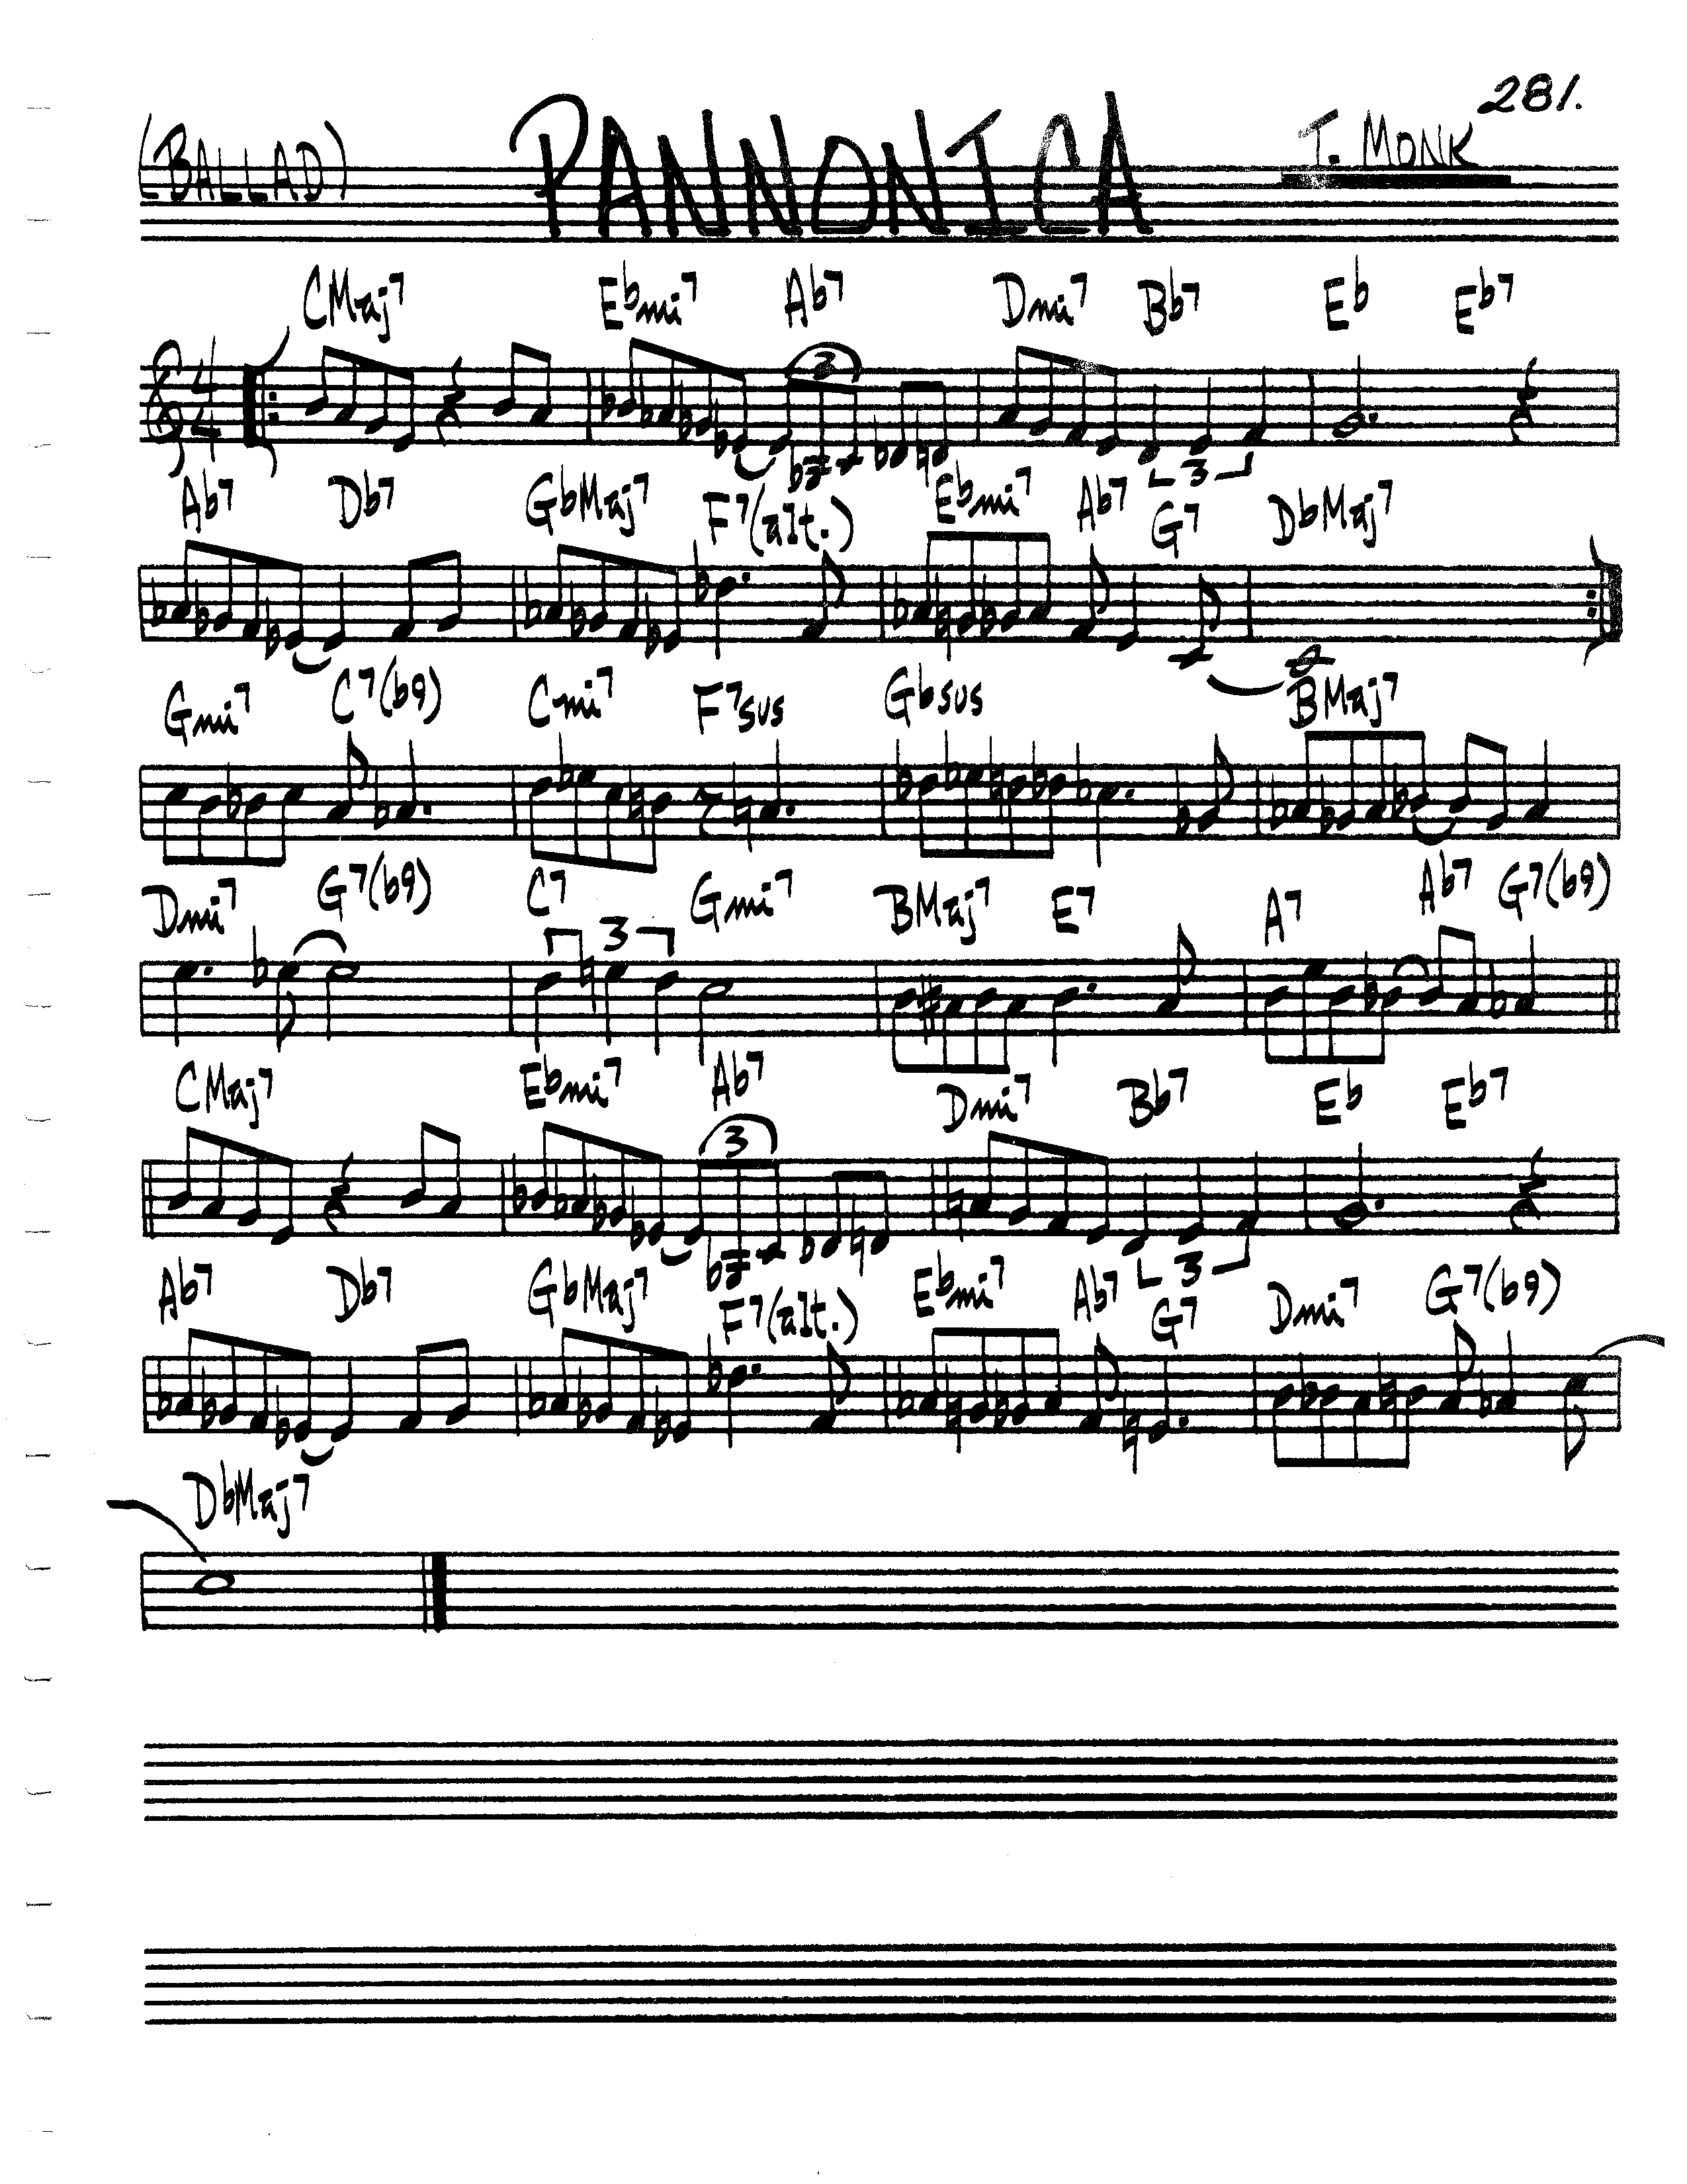 281.
(BALLAD) PANNONICA T. MONK
CMaj7 Ebmi7 Ab7 Dmi7 Bb7 Eb Eb7
4/4 3
3
Ab7 Db7 GbMaj7 F7(alt.) Ebmi7 Ab7 G7 DbMaj7
Gmi7 C7(b9) Cmi7 F7sus Gbsus BMaj7
Dmi7 G7(b9) C7 Gmi7 BMaj7 E7 A7 Ab7 G7(b9)
3
CMaj7 Ebmi7 Ab7 Dmi7 Bb7 Eb Eb7
3
3
Ab7 Db7 GbMaj7 F7(alt.) Ebmi7 Ab7 G7 Dmi7 G7(b9)
DbMaj7